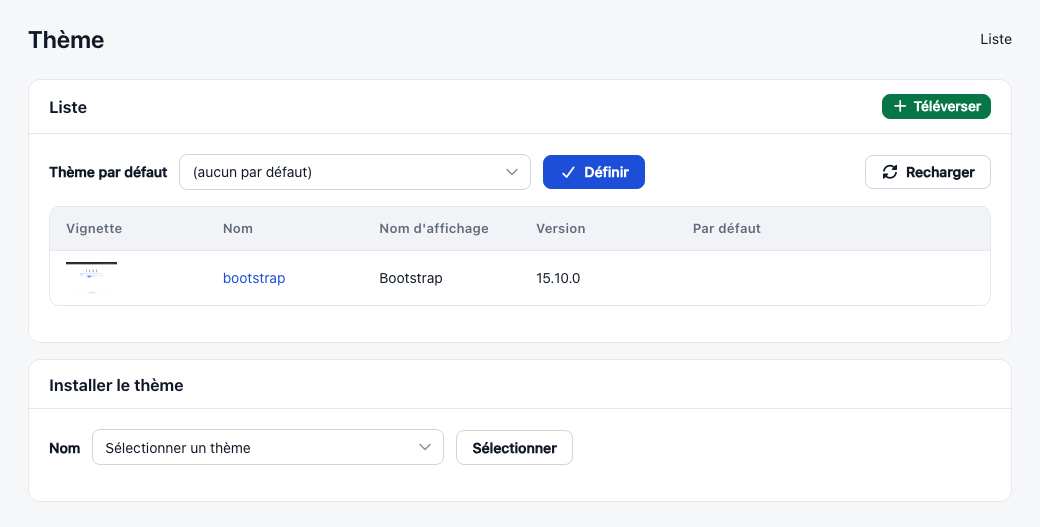 Thème
Liste
Liste
Téléverser
Thème par défaut
(aucun par défaut)
Définir
Recharger
Vignette Nom Nom d'affichage Version Par défaut
bootstrap Bootstrap 15.10.0
Installer le thème
Nom
Sélectionner un thème
Sélectionner